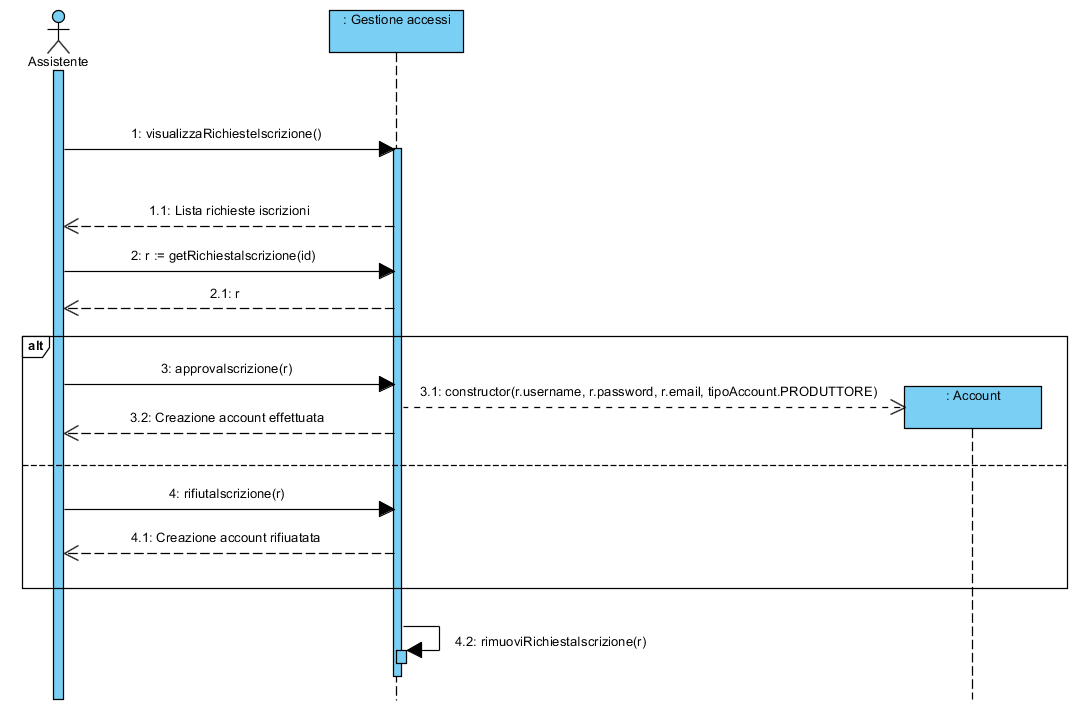 : Gestione accessi
Assistente
1: visualizzaRichiesteIscrizione()
1.1: Lista richieste iscrizioni
2: r := getRichiestaIscrizione(id)
2.1: r
alt
3: approvaIscrizione(r)
3.1: constructor(r.username, r.password, r.email, tipoAccount.PRODUTTORE)
: Account
3.2: Creazione account effettuata
4: rifiutaIscrizione(r)
4.1: Creazione account rifiuatata
4.2: rimuoviRichiestaIscrizione(r)